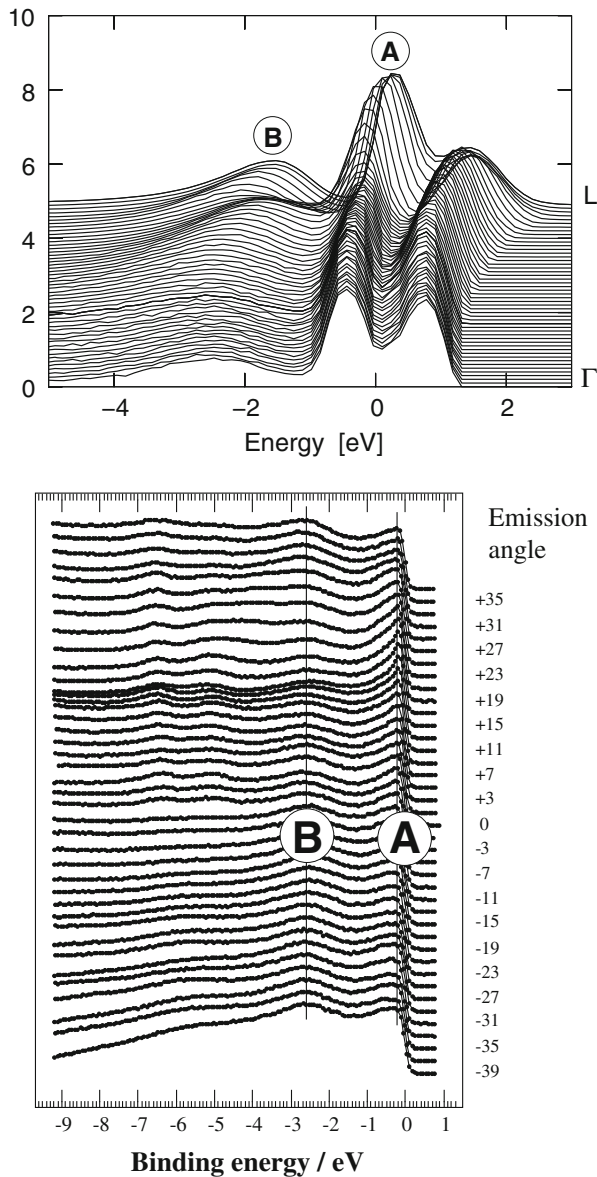 10
8
6
4
2
0
A
B
L
Γ
−4 −2 0 2
Energy [eV]
Emission
angle
+35
+31
+27
+23
+19
+15
+11
+7
+3
0
-3
-7
-11
-15
-19
-23
-27
-31
-35
-39
B A
-9 -8 -7 -6 -5 -4 -3 -2 -1 0 1
Binding energy / eV